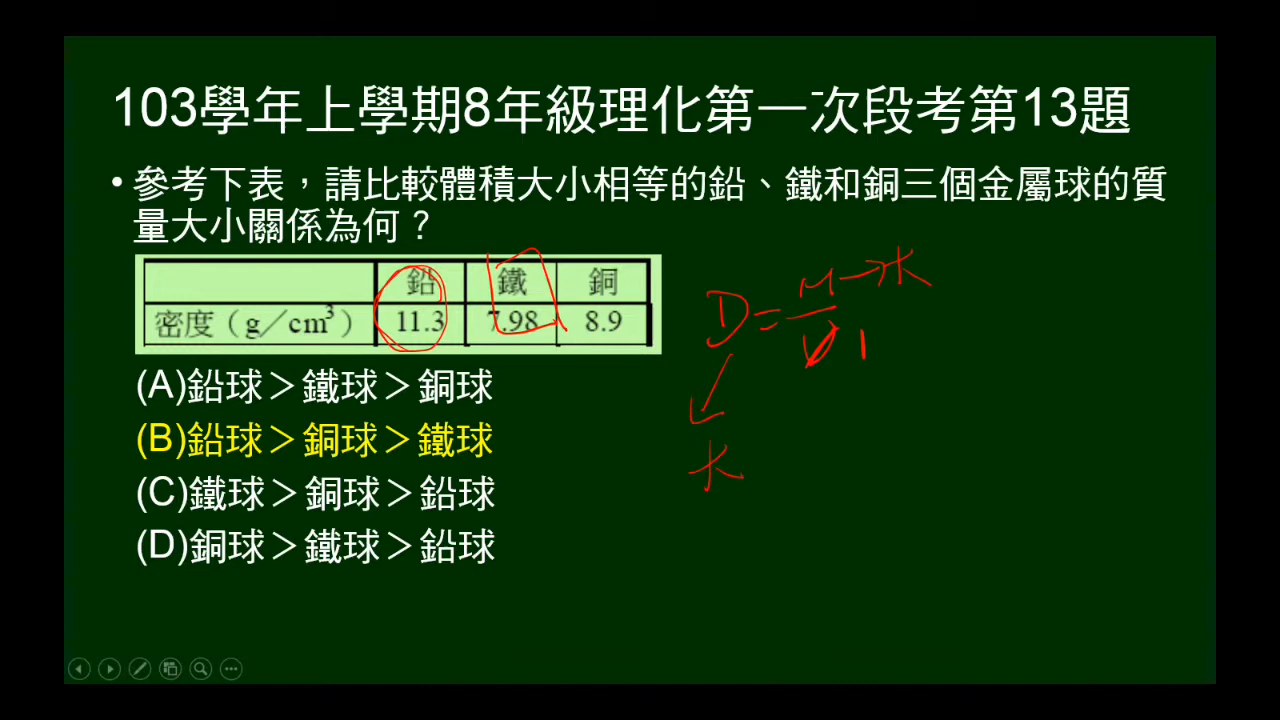 103學年上學期8年級理化第一次段考第13題
•參考下表，請比較體積大小相等的鉛、鐵和銅三個金屬球的質
量大小關係為何？
鉛 鐵 銅
密度（g／cm³） 11.3 7.98 8.9
D=M/V 1 →大
大
(A)鉛球＞鐵球＞銅球
(B)鉛球＞銅球＞鐵球
(C)鐵球＞銅球＞鉛球
(D)銅球＞鐵球＞鉛球